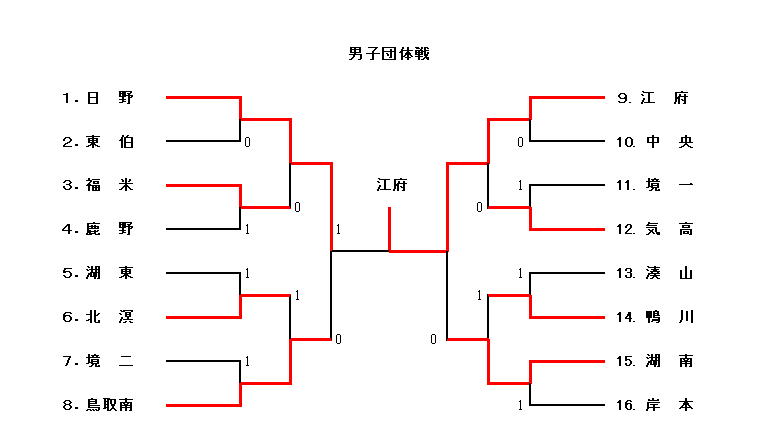 男子団体戦
1. 日 野
2. 東 伯
0
3. 福 米
4. 鹿 野
1
0
5. 湖 東
1
6. 北 溟
7. 境 二
1
8. 鳥取南
1
1
0
江府
9. 江 府
10. 中 央
0
11. 境 一
1
12. 気 高
0
13. 湊 山
1
14. 鴨 川
15. 湖 南
16. 岸 本
1
1
0